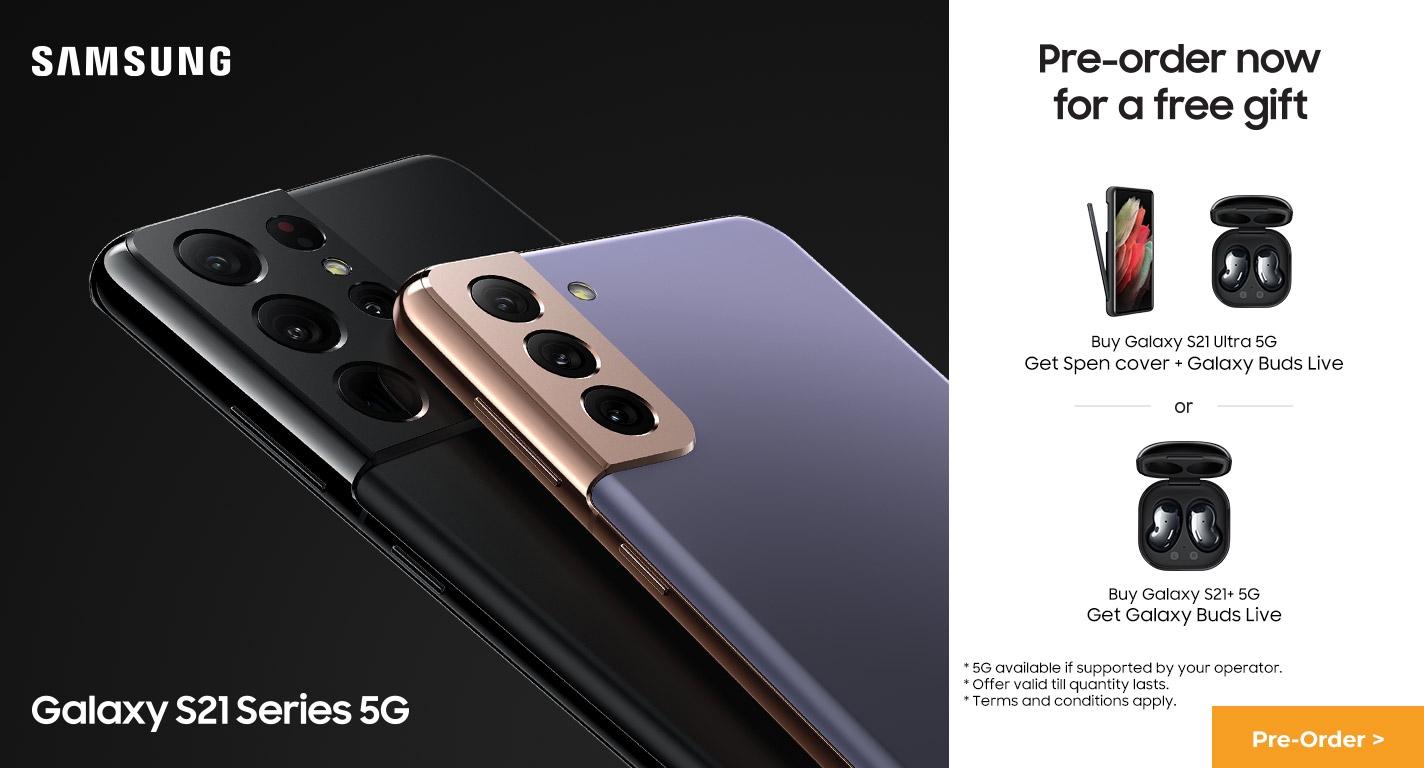 SAMSUNG
Galaxy S21 Series 5G
Pre-order now
for a free gift
Buy Galaxy S21 Ultra 5G
Get Spen cover + Galaxy Buds Live
or
Buy Galaxy S21+ 5G
Get Galaxy Buds Live
* 5G available if supported by your operator.
* Offer valid till quantity lasts.
* Terms and conditions apply.
Pre-Order >